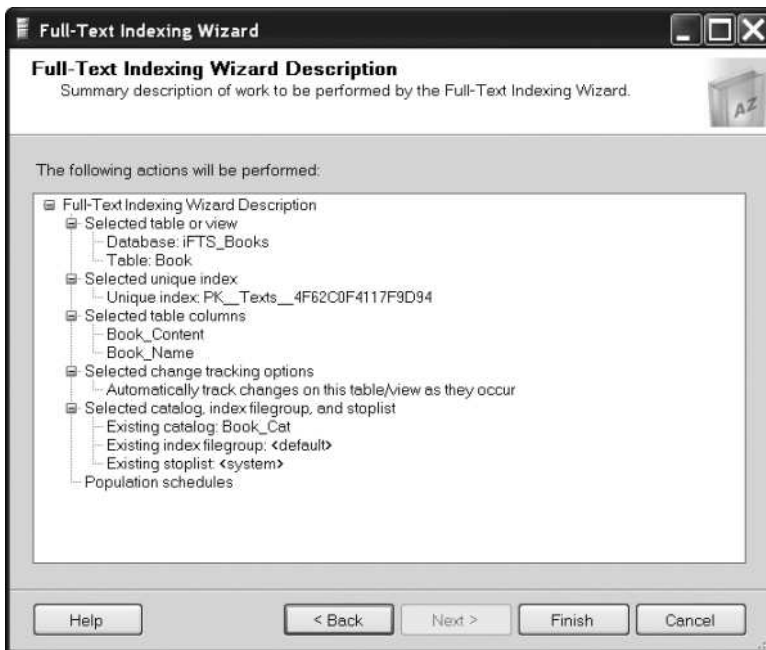 Full-Text Indexing Wizard
Full-Text Indexing Wizard Description
Summary description of work to be performed by the Full-Text Indexing Wizard.
AZ
The following actions will be performed:
Full-Text Indexing Wizard Description
Selected table or view
Database: iFTS_Books
Table: Book
Selected unique index
Unique index: PK__Texts__4F62C0F4117F9D94
Selected table columns
Book_Content
Book_Name
Selected change tracking options
Automatically track changes on this table/view as they occur
Selected catalog, index filegroup, and stoplist
Existing catalog: Book_Cat
Existing index filegroup: <default>
Existing stoplist: <system>
Population schedules
Help
< Back
Next >
Finish
Cancel